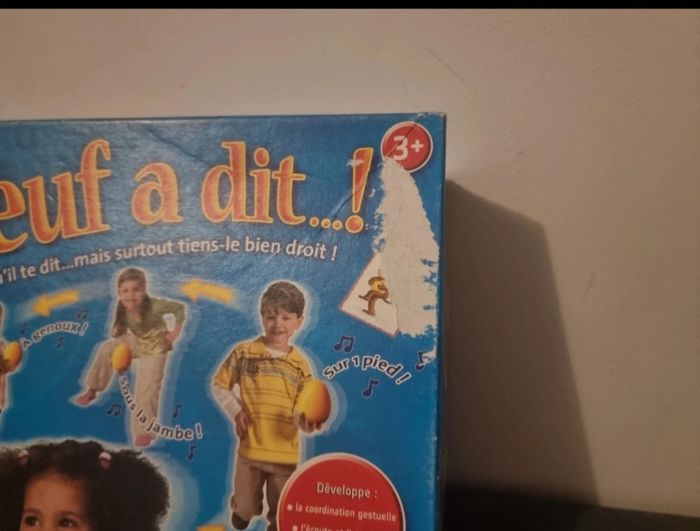 3+
euf a dit...!
'il te dit...mais surtout tiens-le bien droit !
A genoux !
Sur 1 pied !
Sous la jambe !
Développe :
• la coordination gestuelle